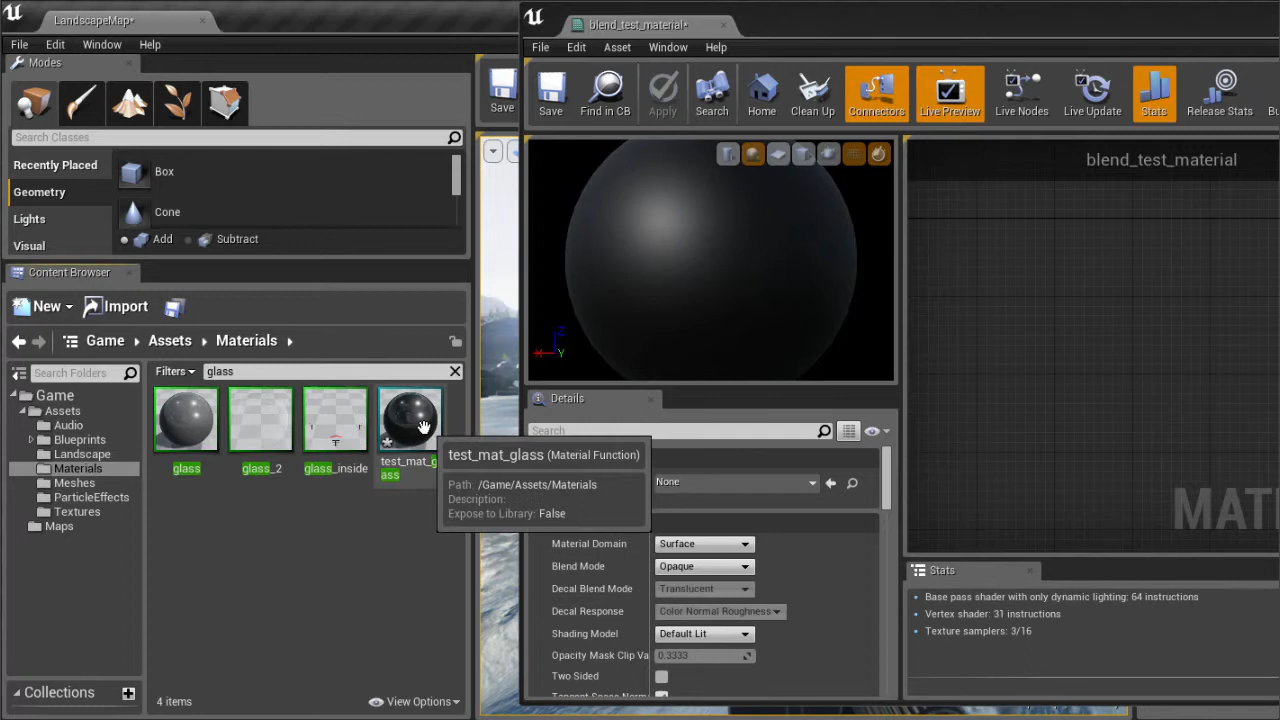 LandscapeMap*
File Edit Window Help
Modes
Search Classes
Recently Placed
Geometry
Lights
Visual
Box
Cone
Add Subtract
Content Browser
New Import
Game Assets Materials
Search Folders
Filters
glass
Game
Assets
Audio
Blueprints
Landscape
Materials
Meshes
ParticleEffects
Textures
Maps
glass
glass_2
glass_inside
test_mat_g
ass
Collections
4 items
View Options
Save
test_mat_glass (Material Function)
Path: /Game/Assets/Materials
Description:
Expose to Library: False
blend_test_material*
File Edit Asset Window Help
Save Find in CB Apply Search Home Clean Up Connectors Live Preview Live Nodes Live Update Stats Release Stats
Z
X Y
Details
Search
None
Material Domain Surface
Blend Mode Opaque
Decal Blend Mode Translucent
Decal Response Color Normal Roughness
Shading Model Default Lit
Opacity Mask Clip Va 0.3333
Two Sided
Tangent Space Norm
blend_test_material
MAT
Stats
Base pass shader with only dynamic lighting: 64 instructions
Vertex shader: 31 instructions
Texture samplers: 3/16